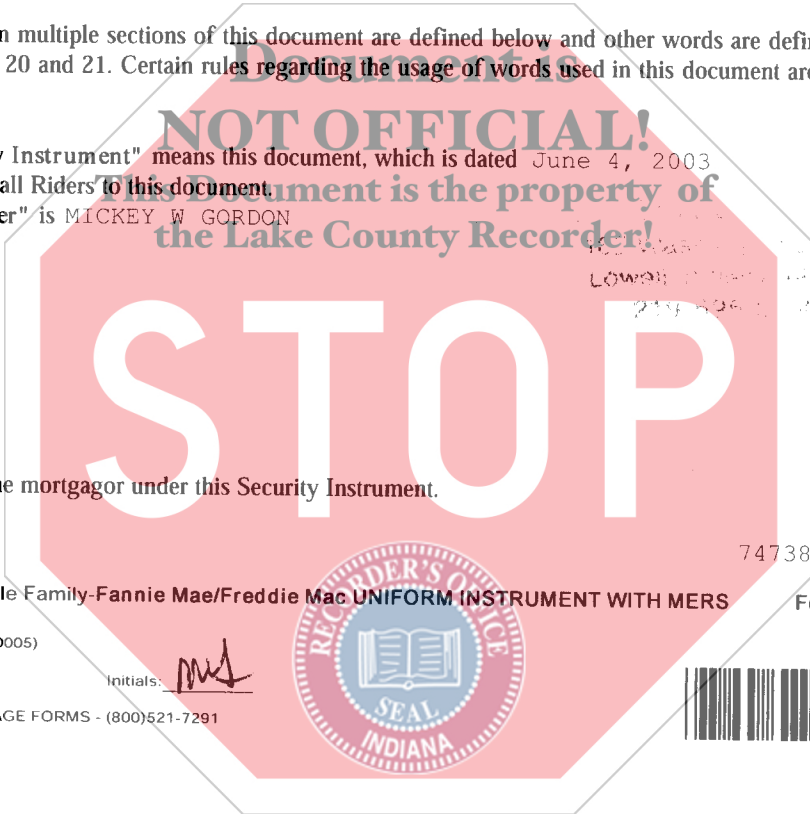 n multiple sections of this document are defined below and other words are defi
Document is
20 and 21. Certain rules regarding the usage of words used in this document are
NOT OFFICIAL!
y Instrument" means this document, which is dated June 4, 2003
all Riders to this document.
This Document is the property of
er" is MICKEY W GORDON
the Lake County Recorder!
LOWell
STOP
he mortgagor under this Security Instrument.
74738
le Family-Fannie Mae/Freddie Mac UNIFORM INSTRUMENT WITH MERS
0005)
Initials:
AGE FORMS - (800)521-7291
RECORDER'S OFFICE
SEAL
INDIANA